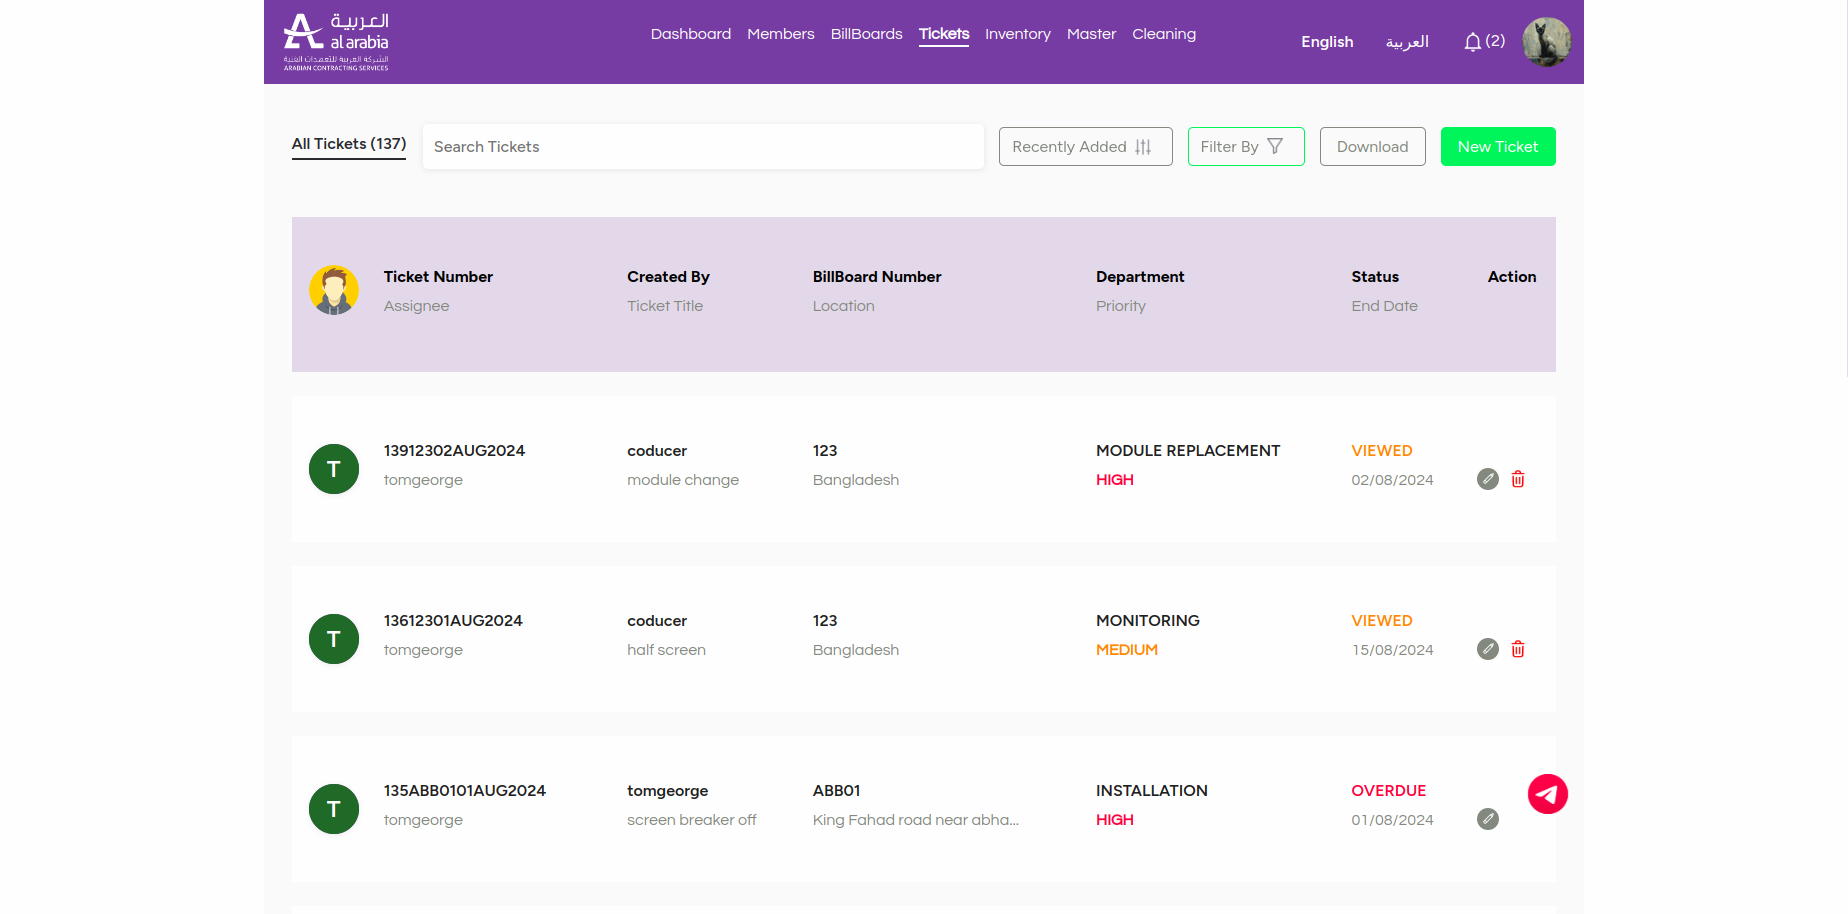 العربية
al arabia
الشركة العربية للتعهدات الفنية
ARABIAN CONTRACTING SERVICES
Dashboard Members BillBoards Tickets Inventory Master Cleaning
English العربية (2)
All Tickets (137) Search Tickets Recently Added Filter By Download New Ticket
Ticket Number Created By BillBoard Number Department Status Action
Assignee Ticket Title Location Priority End Date
T
13912302AUG2024 coducer 123 MODULE REPLACEMENT VIEWED
tomgeorge module change Bangladesh HIGH 02/08/2024
T
13612301AUG2024 coducer 123 MONITORING VIEWED
tomgeorge half screen Bangladesh MEDIUM 15/08/2024
T
135ABB0101AUG2024 tomgeorge ABB01 INSTALLATION OVERDUE
tomgeorge screen breaker off King Fahad road near abha... HIGH 01/08/2024